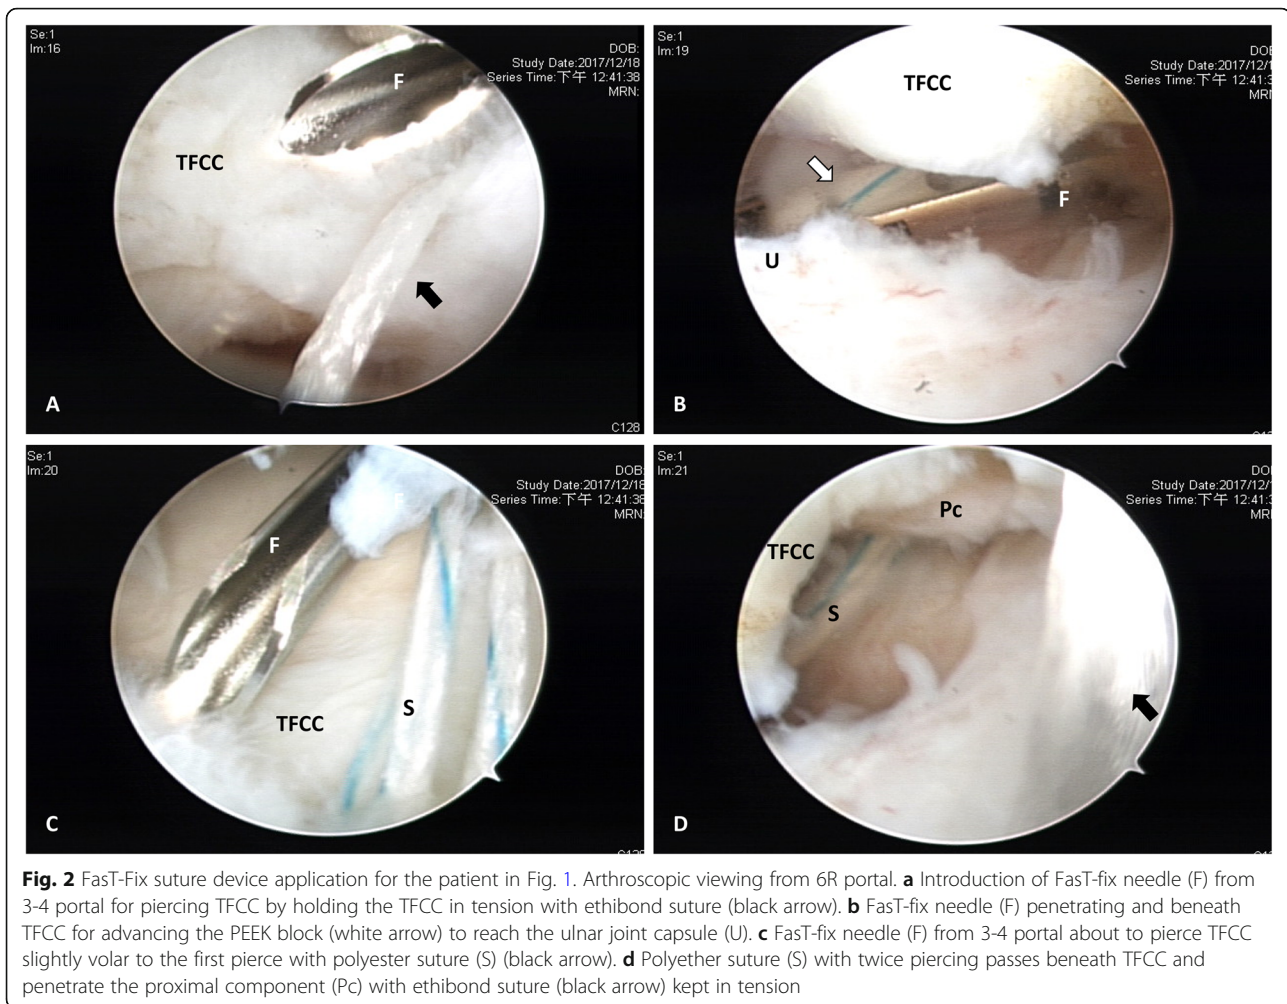 Se:1
Im:16
DOB:
Study Date:2017/12/18
Series Time:下午 12:41:38
MRN:
F
TFCC
A
C128
Se:1
Im:19
DOB
Study Date:2017/12/1
Series Time:下午 12:41:3
MRN
TFCC
F
U
B
Se:1
Im:20
DOB:
Study Date:2017/12/18
Series Time:下午 12:41:38
MRN:
F
S
TFCC
C
Se:1
Im:21
DO
Study Date:2017/12/1
Series Time:下午 12:41:3
MR
Pc
TFCC
S
D
Fig. 2 FasT-Fix suture device application for the patient in Fig. 1. Arthroscopic viewing from 6R portal. a Introduction of FasT-fix needle (F) from
3-4 portal for piercing TFCC by holding the TFCC in tension with ethibond suture (black arrow). b FasT-fix needle (F) penetrating and beneath
TFCC for advancing the PEEK block (white arrow) to reach the ulnar joint capsule (U). c FasT-fix needle (F) from 3-4 portal about to pierce TFCC
slightly volar to the first pierce with polyester suture (S) (black arrow). d Polyether suture (S) with twice piercing passes beneath TFCC and
penetrate the proximal component (Pc) with ethibond suture (black arrow) kept in tension